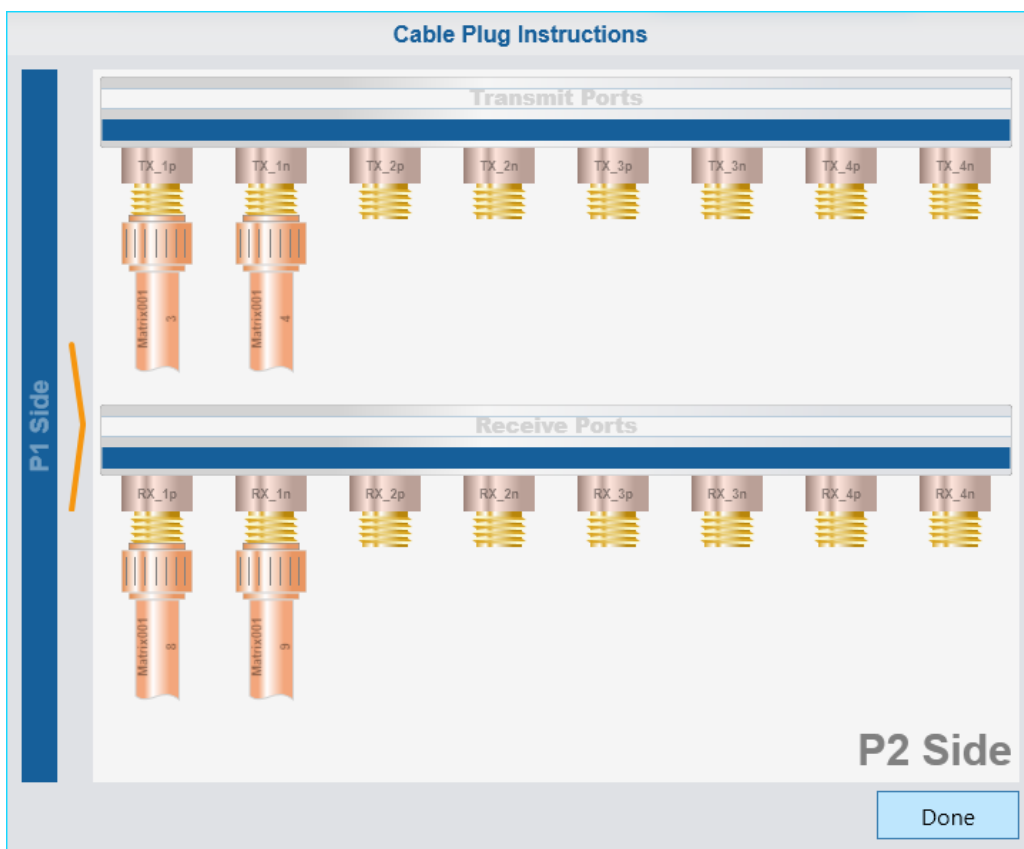 Cable Plug Instructions
Transmit Ports
TX_1p TX_1n TX_2p TX_2n TX_3p TX_3n TX_4p TX_4n
Matrix001 3
Matrix001 4
P1 Side
Receive Ports
RX_1p RX_1n RX_2p RX_2n RX_3p RX_3n RX_4p RX_4n
Matrix001 8
Matrix001 9
P2 Side
Done